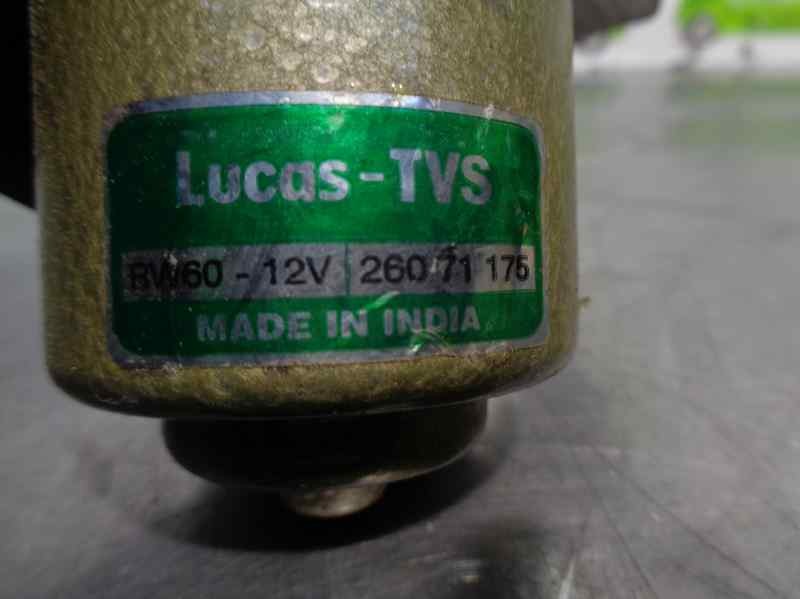 Lucas-TVS
RW60 - 12V 260 71 175
MADE IN INDIA